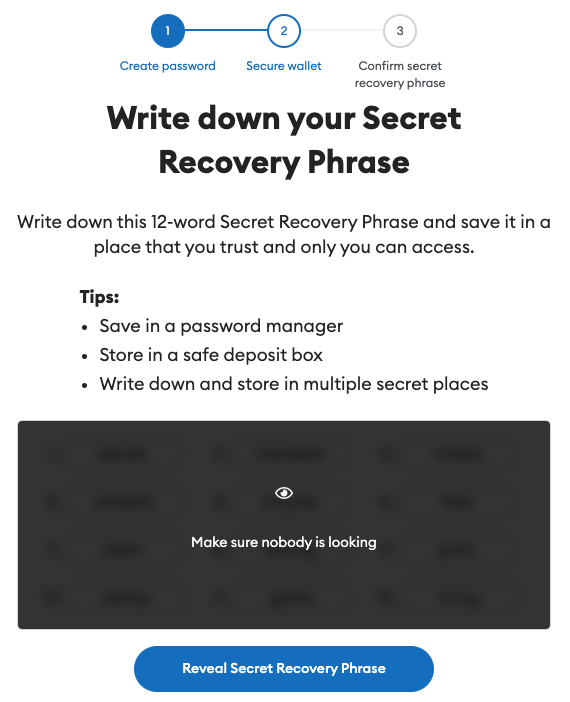 1
2
3
Create password
Secure wallet
Confirm secret
recovery phrase
Write down your Secret
Recovery Phrase
Write down this 12-word Secret Recovery Phrase and save it in a
place that you trust and only you can access.
Tips:
• Save in a password manager
• Store in a safe deposit box
• Write down and store in multiple secret places
Make sure nobody is looking
Reveal Secret Recovery Phrase